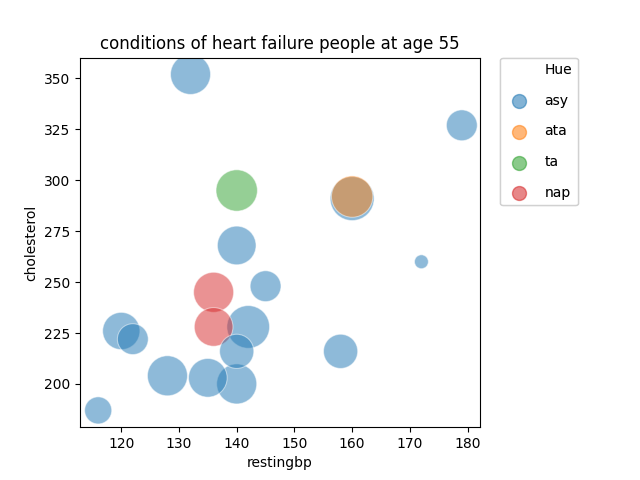 conditions of heart failure people at age 55
350
325
300
275
250
225
200
cholesterol
120 130 140 150 160 170 180
restingbp
Hue
asy
ata
ta
nap